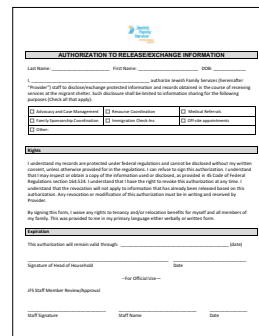 Jewish
Family
Service
AUTHORIZATION TO RELEASE/EXCHANGE INFORMATION
Last Name: ____________________ First Name: ____________________ DOB: ____________
I, ________________________________________ authorize Jewish Family Services (hereinafter
"Provider") staff to disclose/exchange protected information and records obtained in the course of receiving
services at the migrant shelter. Such disclosure shall be limited to information sharing for the following
purposes (Check all that apply):
☐ Advocacy and Case Management ☐ Resource Coordination ☐ Medical Referrals
☐ Family Sponsorship Coordination ☐ Immigration Check-Ins ☐ Off-site appointments
☐ Other:
Rights
I understand my records are protected under federal regulations and cannot be disclosed without my written
consent, unless otherwise provided for in the regulations. I can refuse to sign this authorization. I understand
that I may inspect or obtain a copy of the information used or disclosed, as provided in 45 Code of Federal
Regulations section 164.524. I understand that I have the right to revoke this authorization at any time. I
understand that the revocation will not apply to information that has already been released based on this
authorization. Any revocation or modification of this authorization must be in writing and received by
Provider.
By signing this form, I waive any rights to tenancy and/or relocation benefits for myself and all members of
my family. This was provided to me in my primary language either verbally or written form.
Expiration
This authorization will remain valid through: ________________________________ (date)
Signature of Head of Household Date
--For Official Use--
JFS Staff Member Review/Approval
Staff Signature Staff Name Date